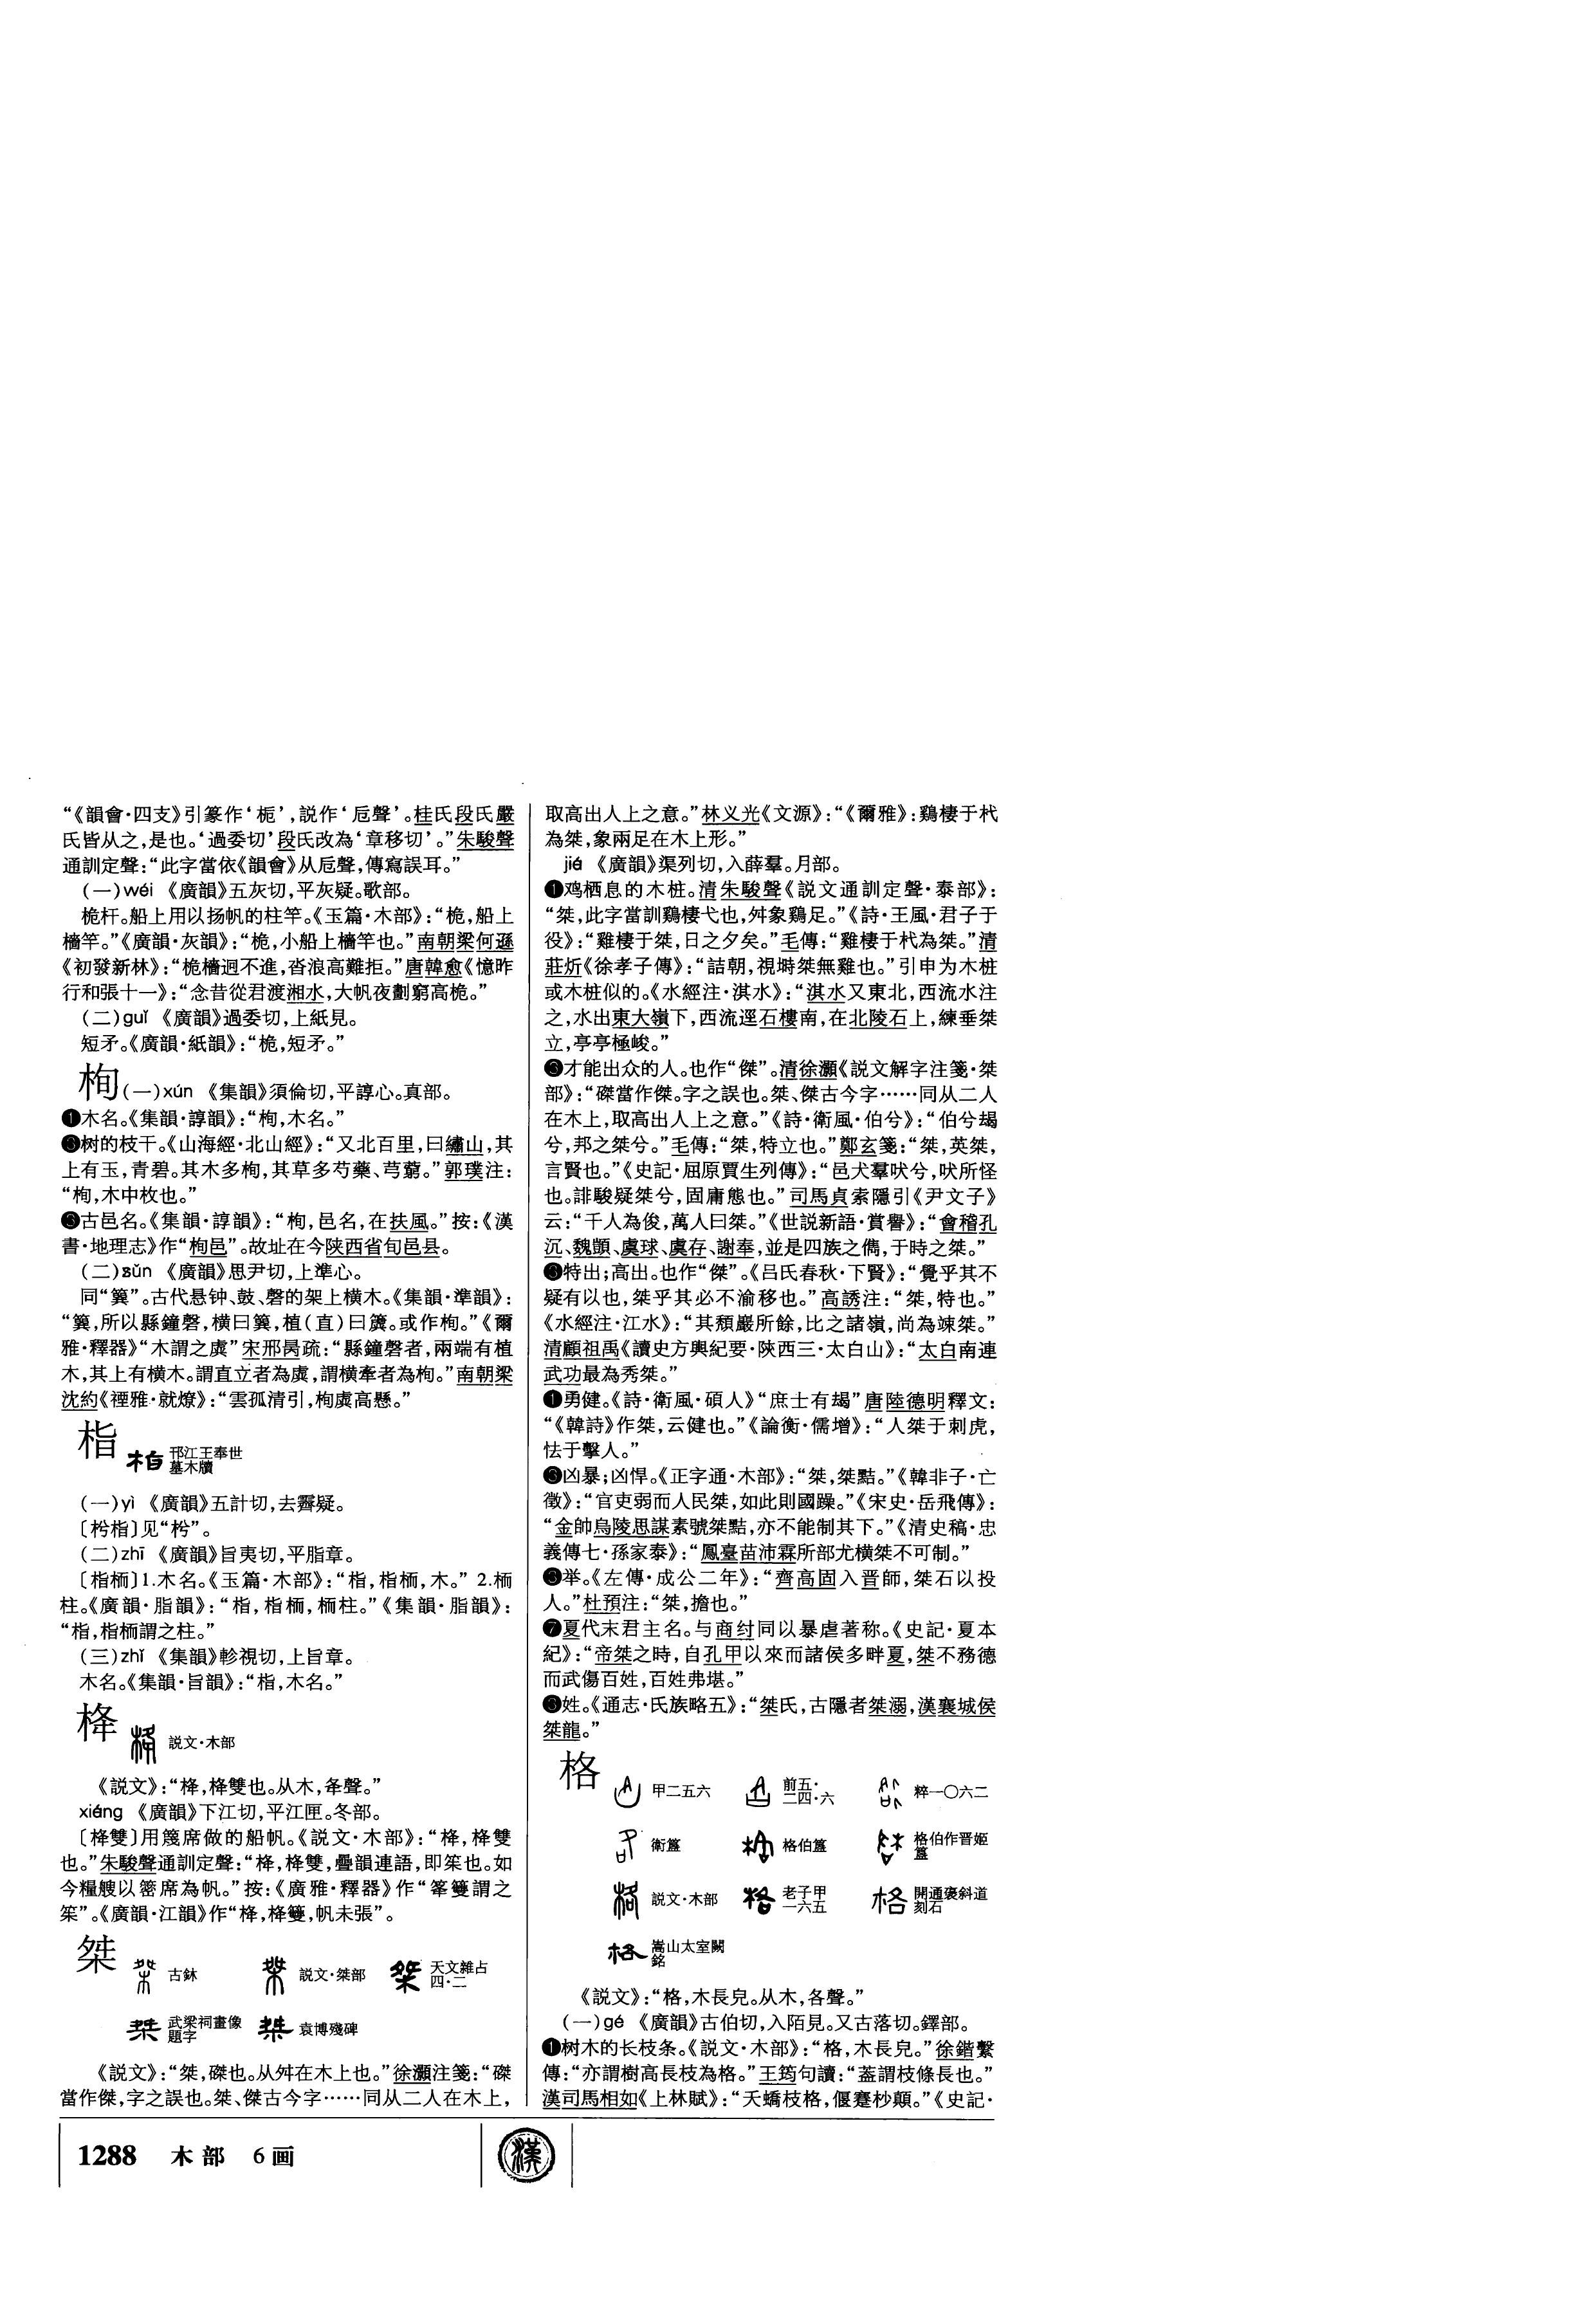 “《韻會·四支》引篆作‘栀’，説作‘卮聲’。桂氏段氏嚴
氏皆从之，是也。‘過委切’段氏改為‘章移切’。”朱駿聲
通訓定聲：“此字當依《韻會》从卮聲，傳寫誤耳。”
（一）wéi 《廣韻》五灰切，平灰疑。歌部。
桅杆。船上用以扬帆的柱竿。《玉篇·木部》：“桅，船上
檣竿。”《廣韻·灰韻》：“桅，小船上檣竿也。”南朝梁何遜
《初發新林》：“桅檣迥不進，沓浪高難拒。”唐韓愈《憶昨
行和張十一》：“念昔從君渡湘水，大帆夜劃窮高桅。”
（二）guǐ 《廣韻》過委切，上紙見。
短矛。《廣韻·紙韻》：“桅，短矛。”
栒（一）xún 《集韻》須倫切，平諄心。真部。
❶木名。《集韻·諄韻》：“栒，木名。”
树的枝干。《山海經·北山經》：“又北百里，曰繡山，其
上有玉，青碧。其木多栒，其草多芍藥、芎藭。”郭璞注：
“栒，木中枚也。”
❸古邑名。《集韻·諄韻》：“栒，邑名，在扶風。”按：《漢
書·地理志》作“栒邑”。故址在今陕西省旬邑县。
（二）sǔn 《廣韻》思尹切，上準心。
同“簨”。古代悬钟、鼓、磬的架上横木。《集韻·準韻》：
“簨，所以縣鐘磬，横曰簨，植（直）曰簴。或作栒。”《爾
雅·釋器》“木謂之虡”宋邢昺疏：“縣鐘磬者，兩端有植
木，其上有横木。謂直立者為虡，謂横牽者為栒。”南朝梁
沈約《禋雅·就燎》：“雲孤清引，栒虡高懸。”
栺 邗江王奉世
墓木牘
（一）yì 《廣韻》五計切，去霽疑。
〔枍栺〕见“枍”。
（二）zhī 《廣韻》旨夷切，平脂章。
〔栺栭〕1.木名。《玉篇·木部》：“栺，栺栭，木。” 2.栭
柱。《廣韻·脂韻》：“栺，栺栭，栭柱。”《集韻·脂韻》：
“栺，栺栭謂之柱。”
（三）zhǐ 《集韻》軫視切，上旨章。
木名。《集韻·旨韻》：“栺，木名。”
栙 説文·木部
《説文》：“栙，栙雙也。从木，夅聲。”
xiáng 《廣韻》下江切，平江匣。冬部。
〔栙雙〕用篾席做的船帆。《説文·木部》：“栙，栙雙
也。”朱駿聲通訓定聲：“栙，栙雙，疊韻連語，即筡也。如
今糧艘以密席為帆。”按：《廣雅·釋器》作“筝篗謂之
筡”。《廣韻·江韻》作“栙，栙䉶，帆未張”。
桀 古鉥 説文·桀部 天文雜占
四·二
武梁祠畫像
題字 袁博殘碑
《説文》：“桀，磔也。从舛在木上也。”徐灝注箋：“磔
當作傑，字之誤也。桀、傑古今字……同从二人在木上，
取高出人上之意。”林义光《文源》：“《爾雅》：鷄棲于杙
為桀，象兩足在木上形。”
jié 《廣韻》渠列切，入薛羣。月部。
❶鸡栖息的木桩。清朱駿聲《説文通訓定聲·泰部》：
“桀，此字當訓鷄棲弋也，舛象鷄足。”《詩·王風·君子于
役》：“雞棲于桀，日之夕矣。”毛傳：“雞棲于杙為桀。”清
莊炘《徐孝子傳》：“詰朝，視塒桀無雞也。”引申为木桩
或木桩似的。《水經注·淇水》：“淇水又東北，西流水注
之，水出東大嶺下，西流逕石樓南，在北陵石上，練垂桀
立，亭亭極峻。”
才能出众的人。也作“傑”。清徐灝《説文解字注箋·桀
部》：“磔當作傑。字之誤也。桀、傑古今字……同从二人
在木上，取高出人上之意。”《詩·衛風·伯兮》：“伯兮朅
兮，邦之桀兮。”毛傳：“桀，特立也。”鄭玄箋：“桀，英桀，
言賢也。”《史記·屈原賈生列傳》：“邑犬羣吠兮，吠所怪
也。誹駿疑桀兮，固庸態也。”司馬貞索隱引《尹文子》
云：“千人為俊，萬人曰桀。”《世説新語·賞譽》：“會稽孔
沉、魏顗、虞球、虞存、謝奉，並是四族之儁，于時之桀。”
❸特出；高出。也作“傑”。《吕氏春秋·下賢》：“覺乎其不
疑有以也，桀乎其必不渝移也。”高誘注：“桀，特也。”
《水經注·江水》：“其頹巖所餘，比之諸嶺，尚為竦桀。”
清顧祖禹《讀史方輿紀要·陝西三·太白山》：“太白南連
武功最為秀桀。”
勇健。《詩·衛風·碩人》“庶士有朅”唐陸德明釋文：
“《韓詩》作桀，云健也。”《論衡·儒增》：“人桀于刺虎，
怯于擊人。”
凶暴；凶悍。《正字通·木部》：“桀，桀黠。”《韓非子·亡
徵》：“官吏弱而人民桀，如此則國躁。”《宋史·岳飛傳》：
“金帥烏陵思謀素號桀黠，亦不能制其下。”《清史稿·忠
義傳七·孫家泰》：“鳳臺苗沛霖所部尤横桀不可制。”
举。《左傳·成公二年》：“齊高固入晋師，桀石以投
人。”杜預注：“桀，擔也。”
❼夏代末君主名。与商纣同以暴虐著称。《史記·夏本
紀》：“帝桀之時，自孔甲以來而諸侯多畔夏，桀不務德
而武傷百姓，百姓弗堪。”
姓。《通志·氏族略五》：“桀氏，古隱者桀溺，漢襄城侯
桀龍。”
格 甲二五六 前五·
二四·六 粹一〇六二
衛簋 格伯簋 格伯作晋姬
簋
説文·木部 老子甲
一六五 開通褒斜道
刻石
嵩山太室闕
銘
《説文》：“格，木長皃。从木，各聲。”
（一）gé 《廣韻》古伯切，入陌見。又古落切。鐸部。
❶树木的长枝条。《説文·木部》：“格，木長皃。”徐鍇繫
傳：“亦謂樹高長枝為格。”王筠句讀：“蓋謂枝條長也。”
漢司馬相如《上林賦》：“夭蟜枝格，偃蹇杪顛。”《史記·
1288 木部 6画
漢